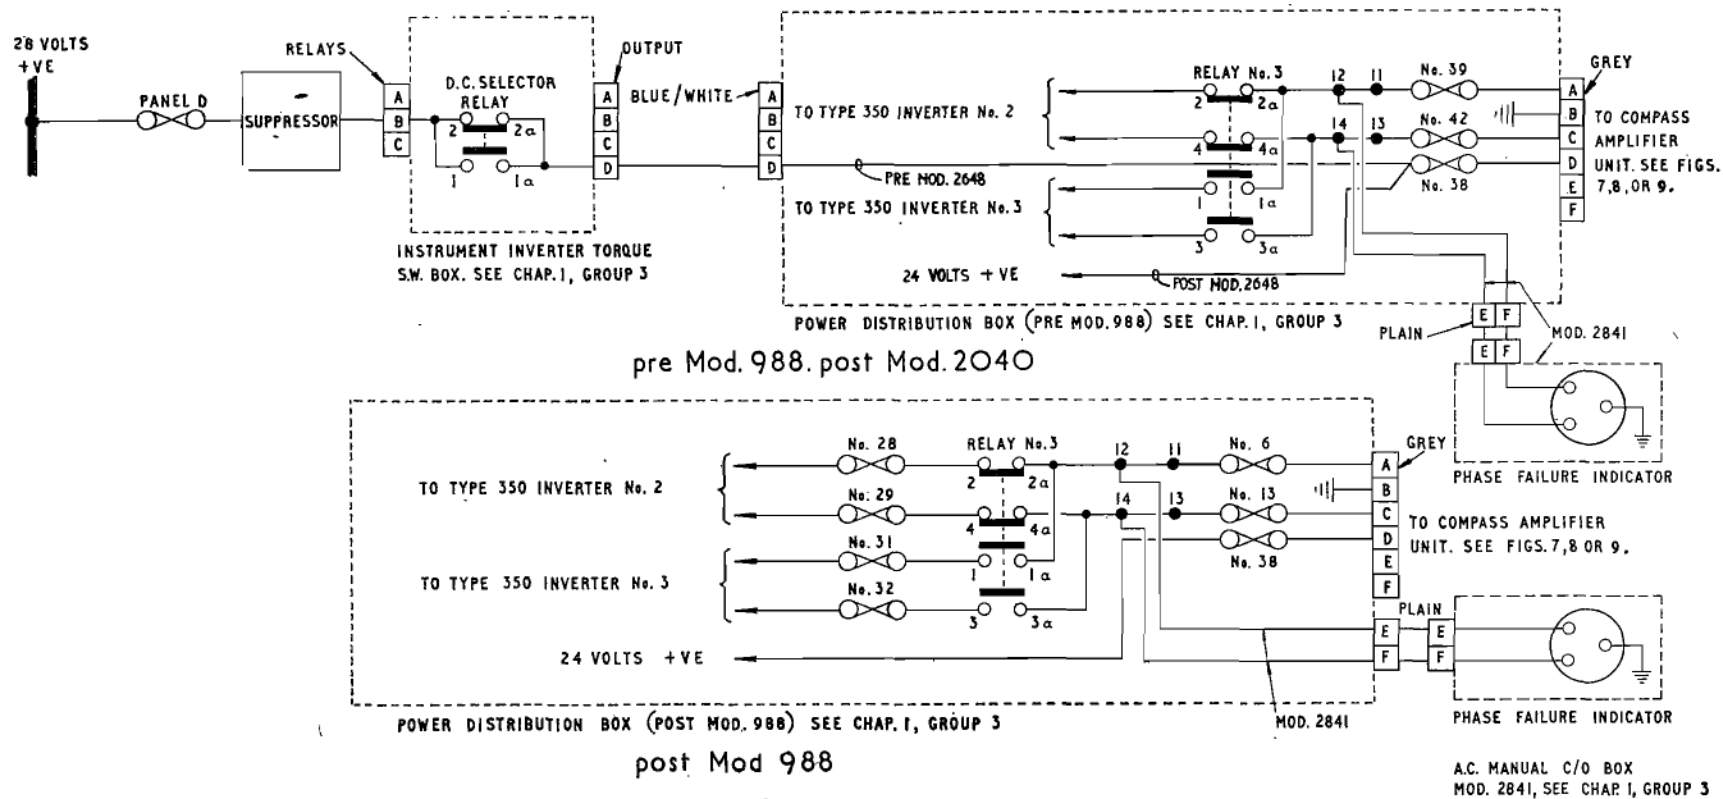 28 VOLTS
+VE
PANEL D
SUPPRESSOR
RELAYS
A
B
C
D.C. SELECTOR
RELAY
2
2a
1
1a
INSTRUMENT INVERTER TORQUE
S.W. BOX. SEE CHAP. 1, GROUP 3
OUTPUT
A
B
C
D
BLUE/WHITE
A
B
C
D
TO TYPE 350 INVERTER No. 2
PRE MOD. 2648
TO TYPE 350 INVERTER No. 3
24 VOLTS +VE
POST MOD. 2648
RELAY No. 3
2
2a
4
4a
1
1a
3
3a
12
11
14
13
No. 39
No. 42
No. 38
GREY
A
B
C
D
E
F
TO COMPASS
AMPLIFIER
UNIT. SEE FIGS.
7, 8, OR 9.
POWER DISTRIBUTION BOX (PRE MOD. 988) SEE CHAP. 1, GROUP 3
PLAIN
E F
E F
MOD. 2841
PHASE FAILURE INDICATOR
pre Mod. 988. post Mod. 2040
TO TYPE 350 INVERTER No. 2
TO TYPE 350 INVERTER No. 3
24 VOLTS +VE
No. 28
No. 29
No. 31
No. 32
RELAY No. 3
2
2a
4
4a
1
1a
3
3a
12
11
14
13
No. 6
No. 13
No. 38
GREY
A
B
C
D
E
F
TO COMPASS AMPLIFIER
UNIT. SEE FIGS. 7, 8 OR 9.
PLAIN
E E
F F
MOD. 2841
PHASE FAILURE INDICATOR
POWER DISTRIBUTION BOX (POST MOD. 988) SEE CHAP. 1, GROUP 3
post Mod 988
A.C. MANUAL C/O BOX
MOD. 2841, SEE CHAP. 1, GROUP 3